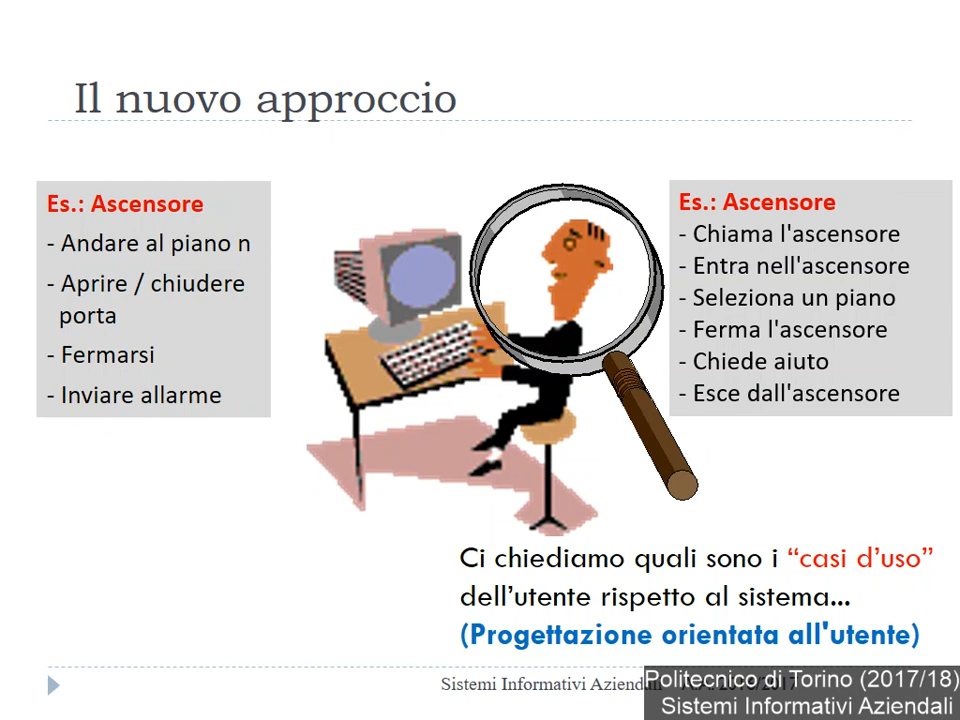 Il nuovo approccio
Es.: Ascensore
- Andare al piano n
- Aprire / chiudere
porta
- Fermarsi
- Inviare allarme
Es.: Ascensore
- Chiama l'ascensore
- Entra nell'ascensore
- Seleziona un piano
- Ferma l'ascensore
- Chiede aiuto
- Esce dall'ascensore
Ci chiediamo quali sono i “casi d’uso”
dell’utente rispetto al sistema...
(Progettazione orientata all'utente)
Sistemi Informativi Aziendali
Politecnico di Torino (2017/18)
Sistemi Informativi Aziendali